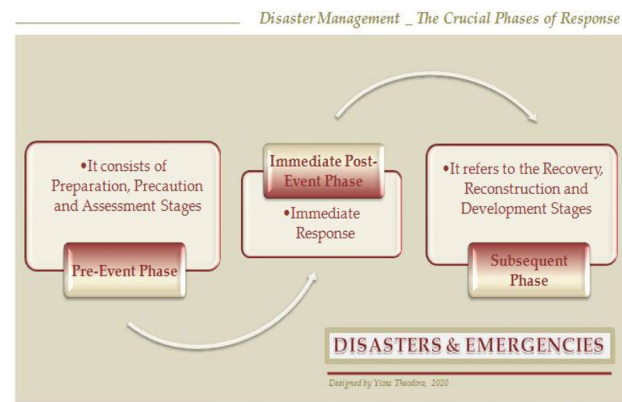 Disaster Management _ The Crucial Phases of Response
•It consists of
Preparation, Precaution
and Assessment Stages
Pre-Event Phase
Immediate Post-
Event Phase
•Immediate
Response
•It refers to the Recovery,
Reconstruction and
Development Stages
Subsequent
Phase
DISASTERS & EMERGENCIES
Designed by Yiota Theodora, 2020